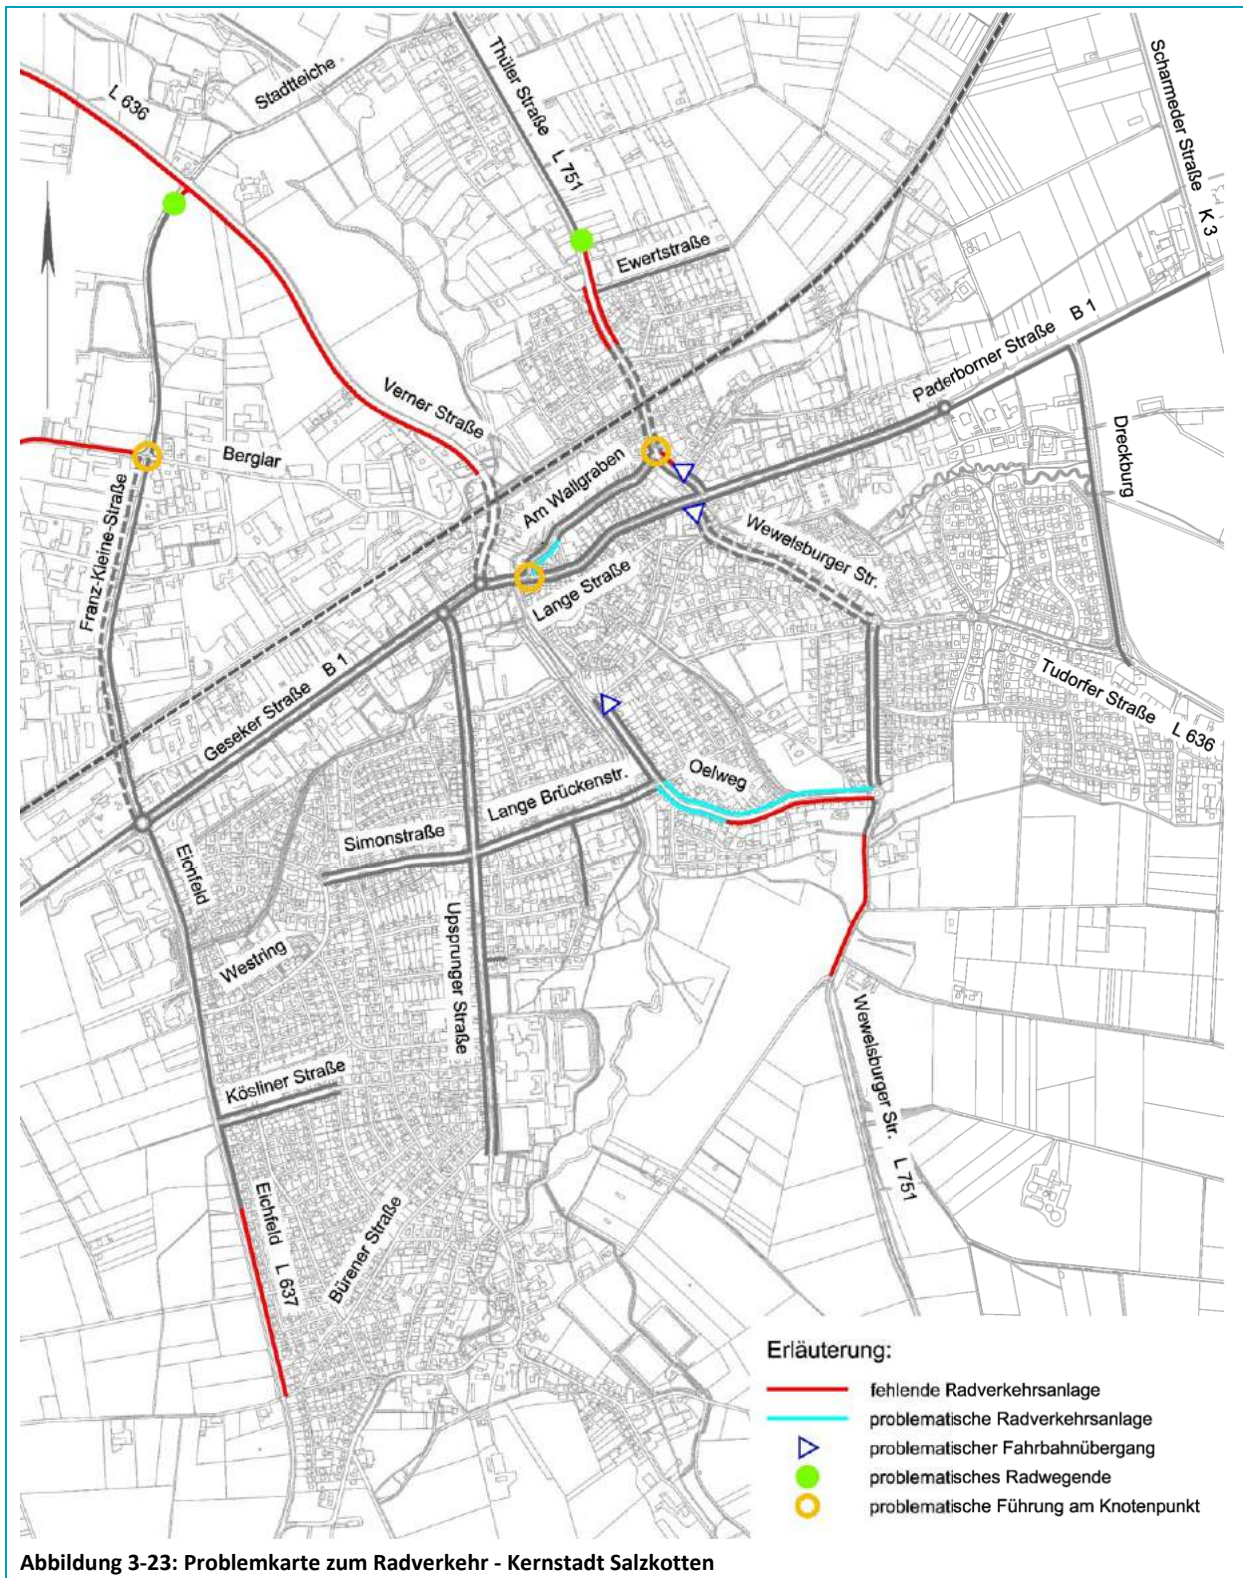 L 636
Stadtteiche
Thüler Straße
L 751
Scharmeder Straße
K 3
Ewertstraße
Paderborner Straße
B 1
Verner Straße
Berglar
Am Wallgraben
Dreckburg
Franz-Kleine-Straße
Wewelsburger Str.
Lange Straße
Geseker Straße
B 1
Tudorfer Straße
L 636
Oelweg
Lange Brückenstr.
Simonstraße
Eichfeld
Westring
Upsprunger Straße
Wewelsburger Str.
L 751
Kösliner Straße
Eichfeld
L 637
Bürener Straße
Erläuterung:
fehlende Radverkehrsanlage
problematische Radverkehrsanlage
problematischer Fahrbahnübergang
problematisches Radwegende
problematische Führung am Knotenpunkt
Abbildung 3-23: Problemkarte zum Radverkehr - Kernstadt Salzkotten